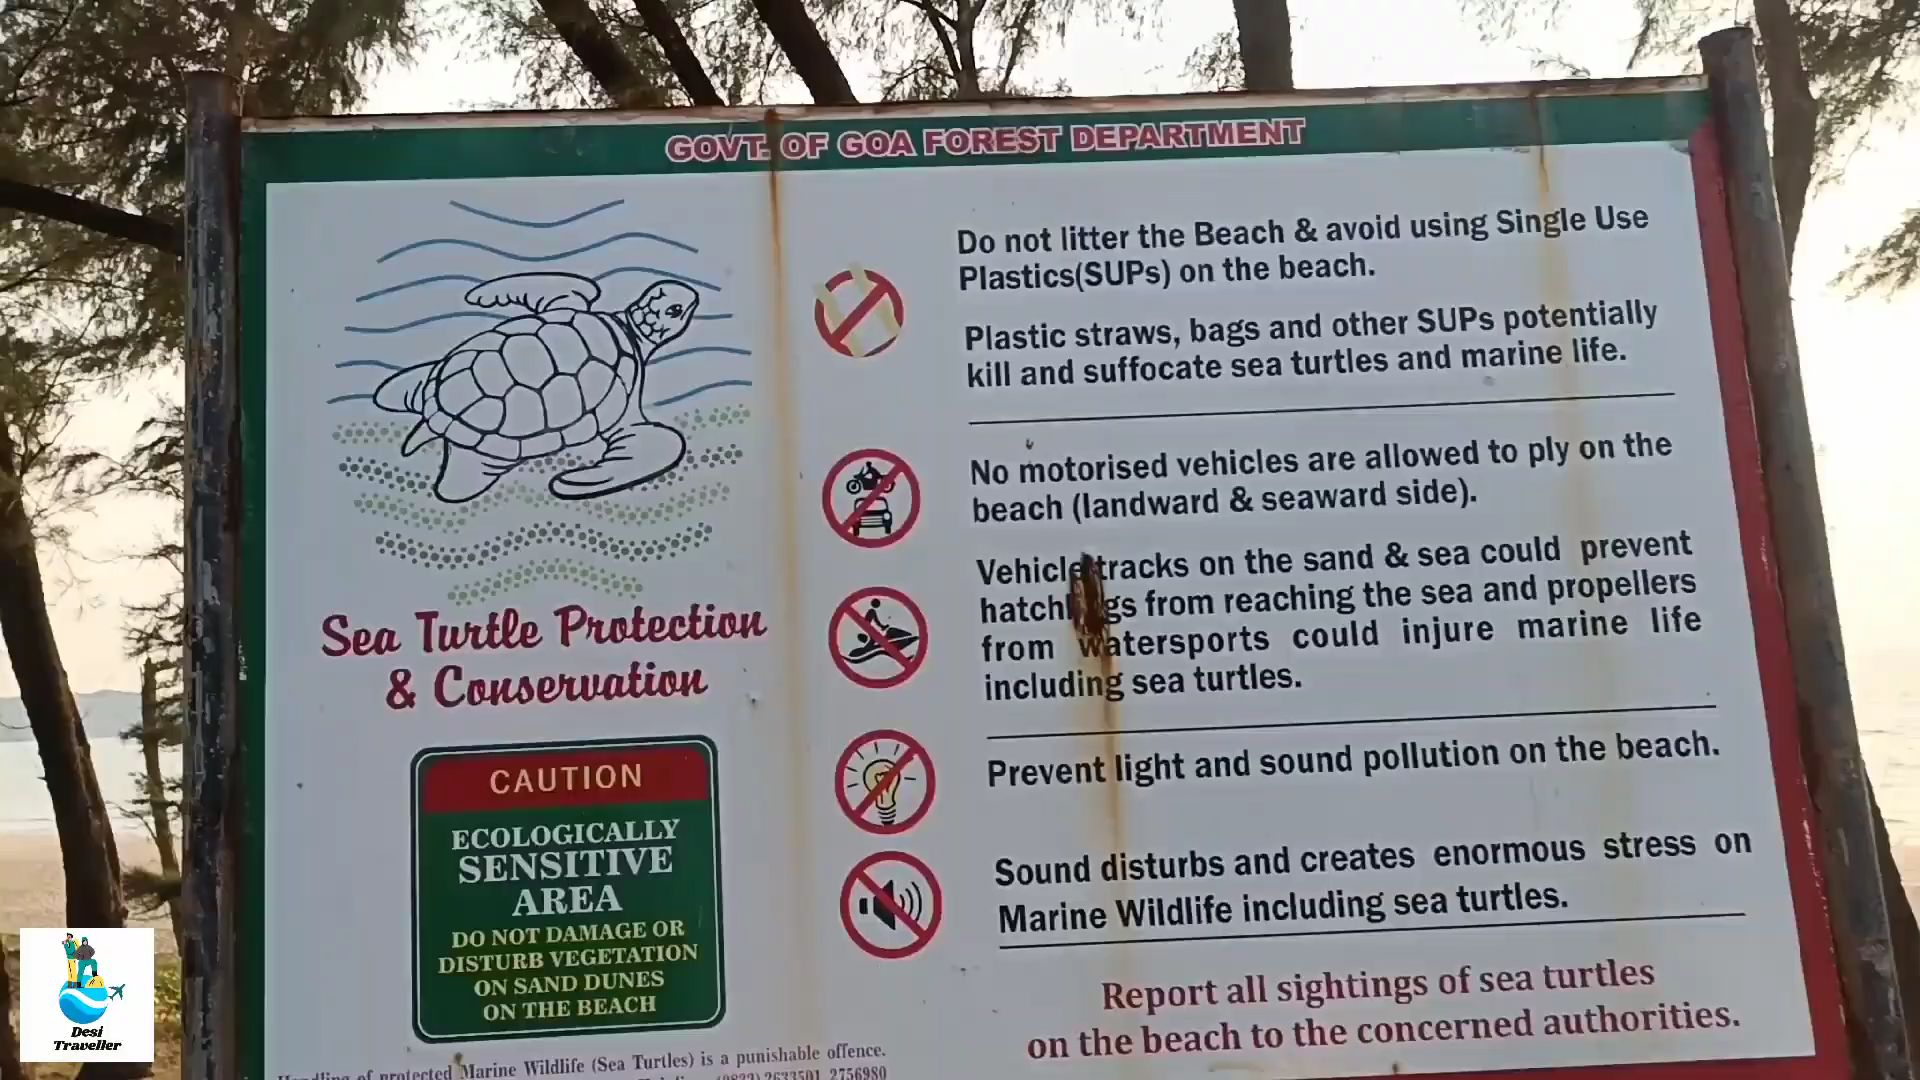 GOVT. OF GOA FOREST DEPARTMENT
Sea Turtle Protection
& Conservation
CAUTION
ECOLOGICALLY
SENSITIVE
AREA
DO NOT DAMAGE OR
DISTURB VEGETATION
ON SAND DUNES
ON THE BEACH
of protected Marine Wildlife (Sea Turtles) is a punishable offence.
2633501, 2756980
Do not litter the Beach & avoid using Single Use
Plastics(SUPs) on the beach.
Plastic straws, bags and other SUPs potentially
kill and suffocate sea turtles and marine life.
No motorised vehicles are allowed to ply on the
beach (landward & seaward side).
Vehicle tracks on the sand & sea could prevent
hatchlings from reaching the sea and propellers
from watersports could injure marine life
including sea turtles.
Prevent light and sound pollution on the beach.
Sound disturbs and creates enormous stress on
Marine Wildlife including sea turtles.
Report all sightings of sea turtles
on the beach to the concerned authorities.
Desi
Traveller